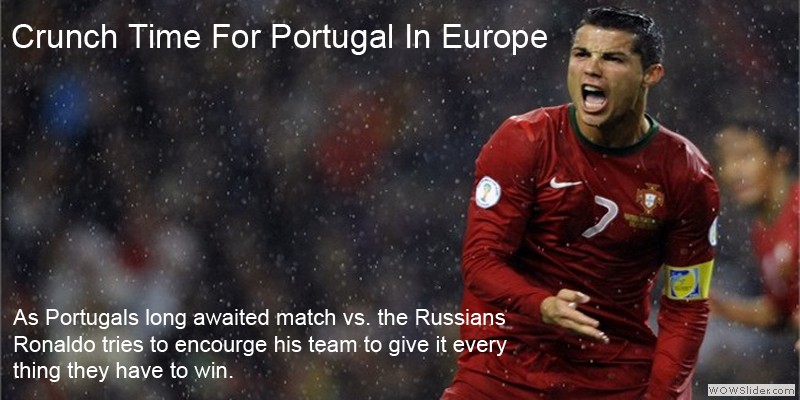 Crunch Time For Portugal In Europe
7
As Portugals long awaited match vs. the Russians
Ronaldo tries to encourge his team to give it every
thing they have to win.
WOWSlider.com